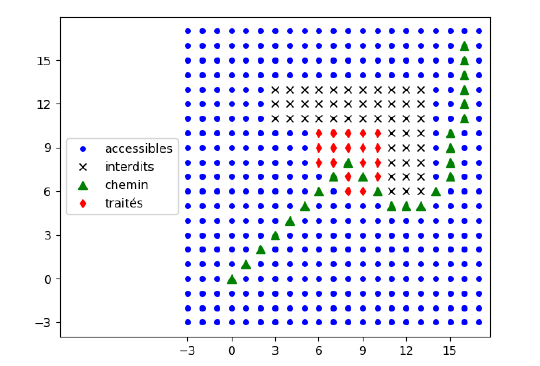 15
12
9
6
3
0
−3
accessibles
interdits
chemin
traités
−3 0 3 6 9 12 15